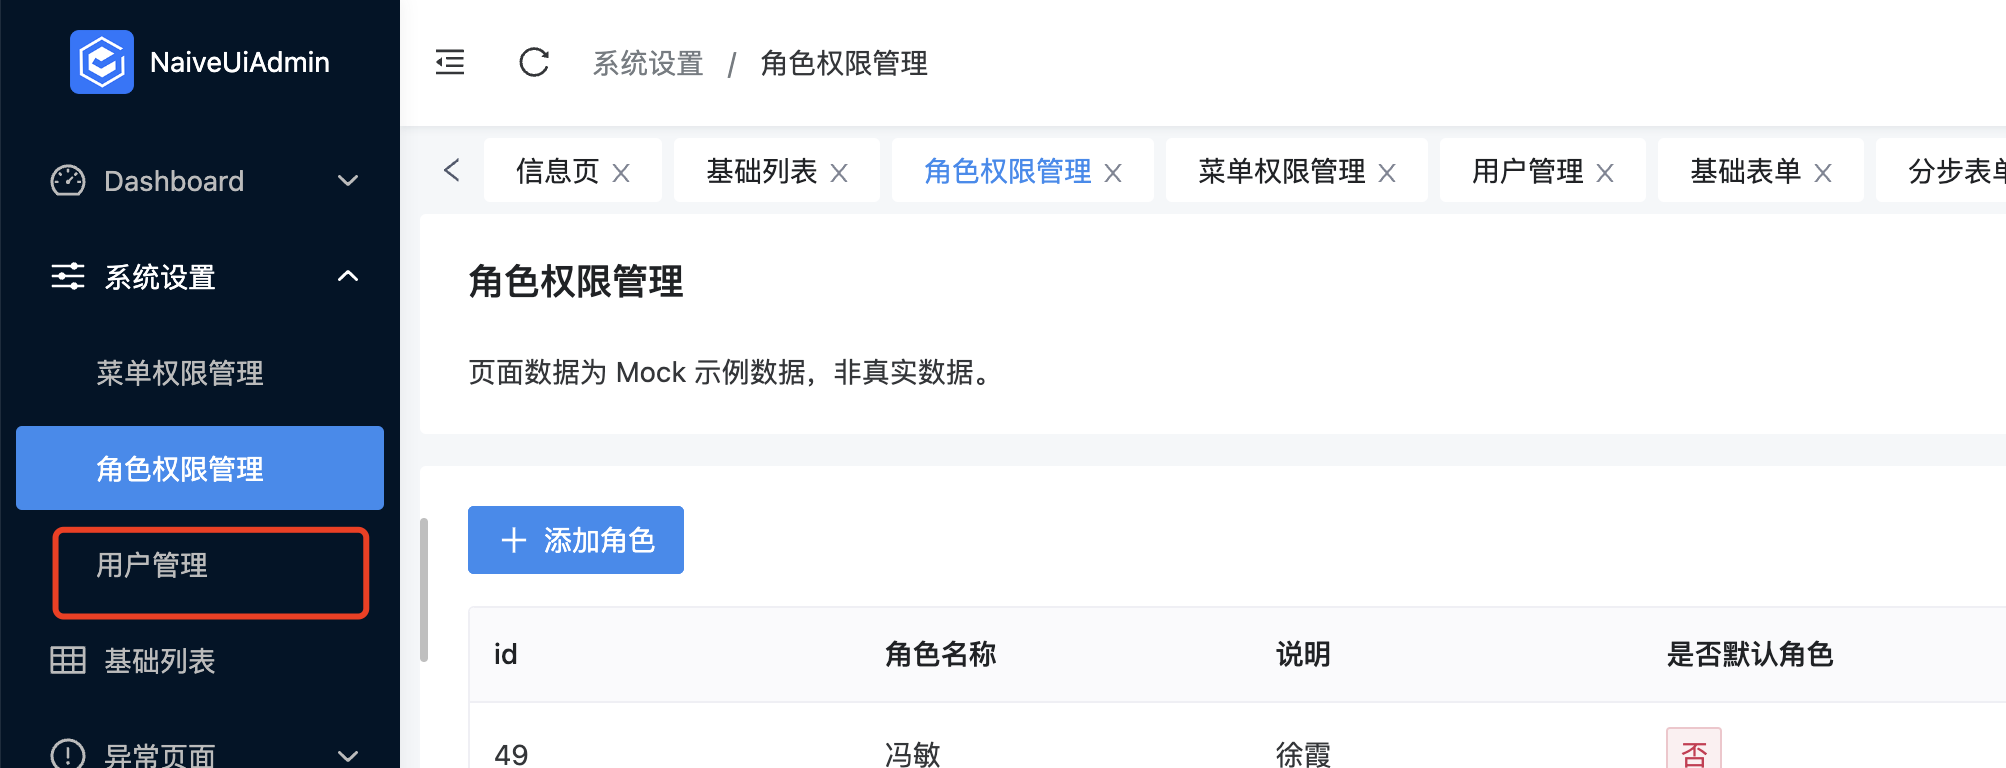 NaiveUiAdmin
Dashboard
系统设置
菜单权限管理
角色权限管理
用户管理
基础列表
异常页面
系统设置 / 角色权限管理
信息页 基础列表 角色权限管理 菜单权限管理 用户管理 基础表单 分步表单
角色权限管理
页面数据为 Mock 示例数据，非真实数据。
添加角色
id 角色名称 说明 是否默认角色
49 冯敏 徐霞 否